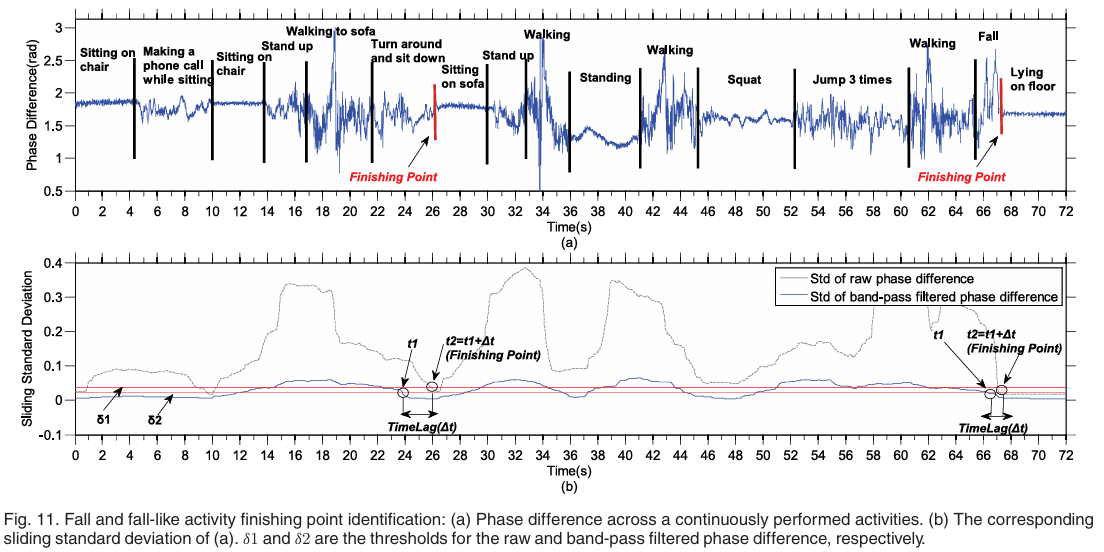 Phase Difference(rad)
3
2.5
2
1.5
1
0.5
Sitting on
chair
Making a
phone call
while sitting
Sitting on
chair
Stand up
Walking to sofa
Turn around
and sit down
Sitting
on sofa
Stand up
Walking
Standing
Walking
Squat
Jump 3 times
Walking
Fall
Lying
on floor
Finishing Point
Finishing Point
0 2 4 6 8 10 12 14 16 18 20 22 24 26 28 30 32 34 36 38 40 42 44 46 48 50 52 54 56 58 60 62 64 66 68 70 72
Time(s)
(a)
Sliding Standard Deviation
0.4
0.3
0.2
0.1
0
-0.1
Std of raw phase difference
Std of band-pass filtered phase difference
t1
t2=t1+Δt
(Finishing Point)
t1
t2=t1+Δt
(Finishing Point)
δ1
δ2
TimeLag(Δt)
TimeLag(Δt)
0 2 4 6 8 10 12 14 16 18 20 22 24 26 28 30 32 34 36 38 40 42 44 46 48 50 52 54 56 58 60 62 64 66 68 70 72
Time(s)
(b)
Fig. 11. Fall and fall-like activity finishing point identification: (a) Phase difference across a continuously performed activities. (b) The corresponding
sliding standard deviation of (a). δ1 and δ2 are the thresholds for the raw and band-pass filtered phase difference, respectively.